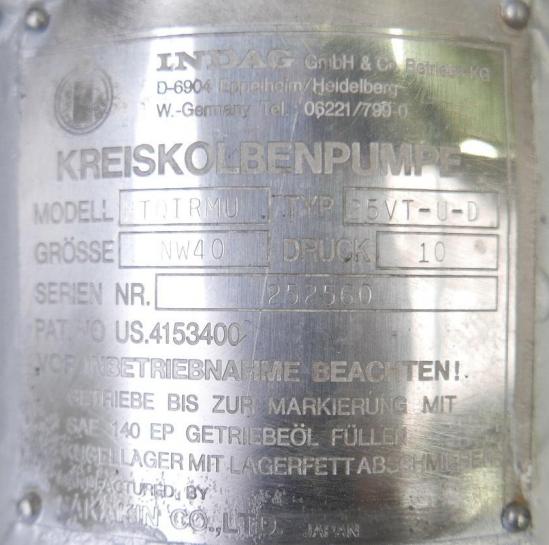 INDAG GmbH & Co. Betriebs-KG
D-6904 Eppelheim/Heidelberg
W.-Germany Tel. 06221/790-0
KREISKOLBENPUMPE
MODELL TQIRMU TYP 25VT-U-D
GRÖSSE NW40 DRUCK 10
SERIEN NR. 252560
PAT NO US.4153400
VOR INBETRIEBNAHME BEACHTEN!
GETRIEBE BIS ZUR MARKIERUNG MIT
SAE 140 EP GETRIEBEÖL FÜLLEN
KUGELLAGER MIT LAGERFETT ABSCHMIEREN
MANUFACTURED BY
CO., LTD. JAPAN